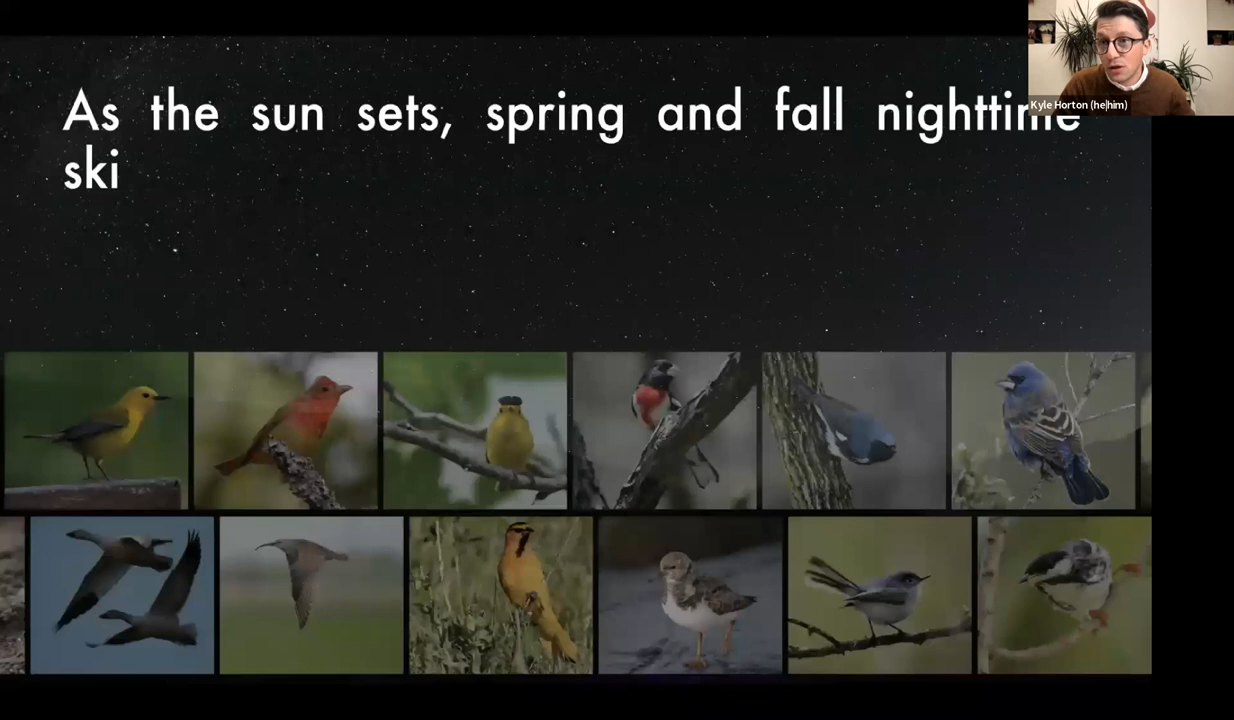 As the sun sets, spring and fall nighttime
ski
Kyle Horton (he|him)